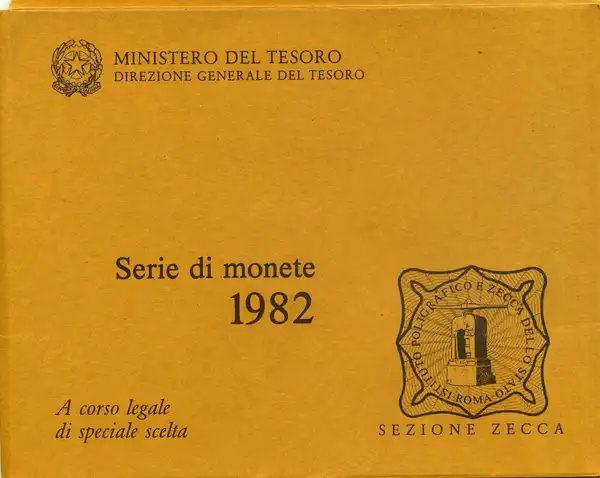 MINISTERO DEL TESORO
DIREZIONE GENERALE DEL TESORO
Serie di monete
1982
A corso legale
di speciale scelta
ISTITUTO POLIGRAFICO E ZECCA DELLO STATO·ROMA·
SEZIONE ZECCA